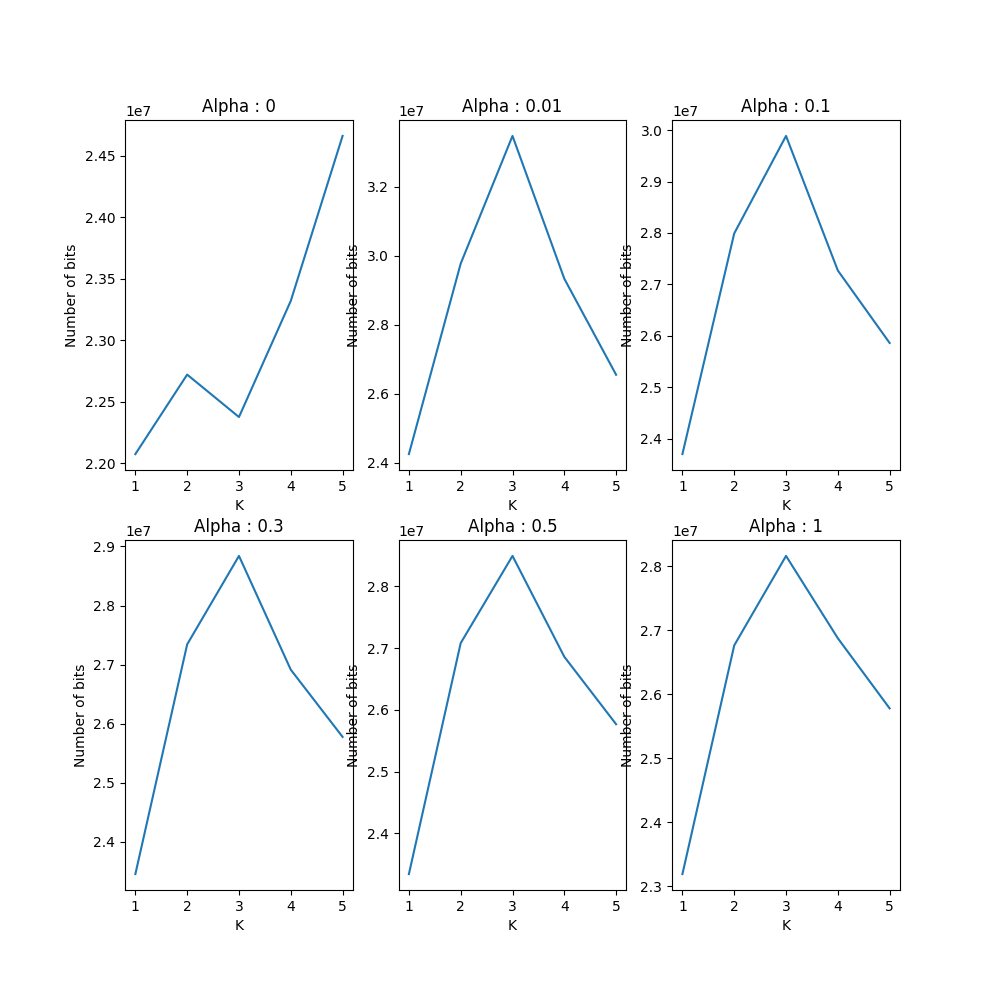 Alpha : 0
1e7
2.45
2.40
2.35
2.30
2.25
2.20
Number of bits
1 2 3 4 5
K
Alpha : 0.01
1e7
3.2
3.0
2.8
2.6
2.4
Number of bits
1 2 3 4 5
K
Alpha : 0.1
1e7
3.0
2.9
2.8
2.7
2.6
2.5
2.4
Number of bits
1 2 3 4 5
K
Alpha : 0.3
1e7
2.9
2.8
2.7
2.6
2.5
2.4
Number of bits
1 2 3 4 5
K
Alpha : 0.5
1e7
2.8
2.7
2.6
2.5
2.4
Number of bits
1 2 3 4 5
K
Alpha : 1
1e7
2.8
2.7
2.6
2.5
2.4
2.3
Number of bits
1 2 3 4 5
K